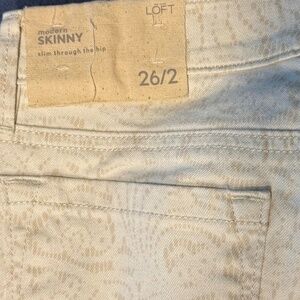 LOFT
modern
SKINNY
slim through the hip
26/2